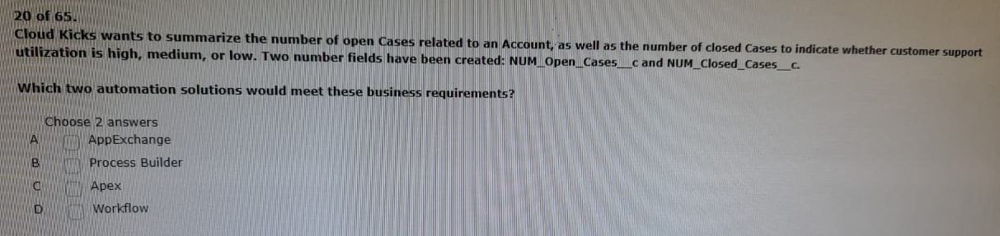 20 of 65.
Cloud Kicks wants to summarize the number of open Cases related to an Account, as well as the number of closed Cases to indicate whether customer support
utilization is high, medium, or low. Two number fields have been created: NUM_Open_Cases__c and NUM_Closed_Cases__c.
Which two automation solutions would meet these business requirements?
Choose 2 answers
A AppExchange
B Process Builder
C Apex
D Workflow